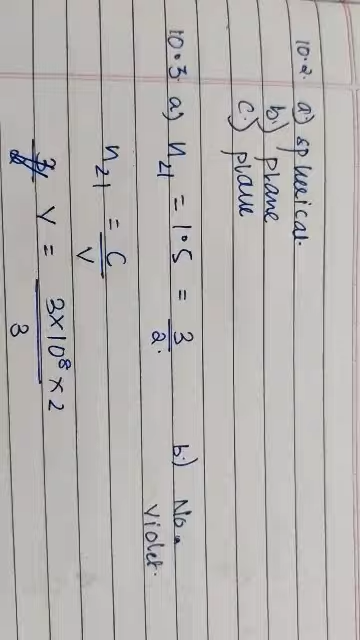 10.2. a) spherical.
b.) plane
c.) plane
10.3. a) n21 = 1.5 = 3/2. b.) No.
violet.
n21 = c/v
v = 3×10⁸×2/3